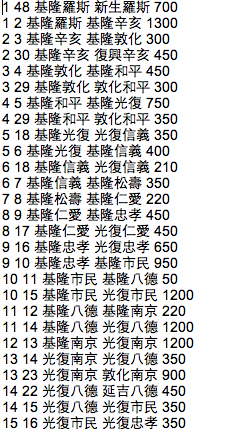 1 48 基隆羅斯 新生羅斯 700
1 2 基隆羅斯 基隆辛亥 1300
2 3 基隆辛亥 基隆敦化 300
2 30 基隆辛亥 復興辛亥 450
3 4 基隆敦化 基隆和平 450
3 29 基隆敦化 敦化和平 300
4 5 基隆和平 基隆光復 750
4 29 基隆和平 敦化和平 350
5 18 基隆光復 光復信義 350
5 6 基隆光復 基隆信義 400
6 18 基隆信義 光復信義 210
6 7 基隆信義 基隆松壽 350
7 8 基隆松壽 基隆仁愛 220
8 9 基隆仁愛 基隆忠孝 450
8 17 基隆仁愛 光復仁愛 450
9 16 基隆忠孝 光復忠孝 650
9 10 基隆忠孝 基隆市民 950
10 11 基隆市民 基隆八德 50
10 15 基隆市民 光復市民 1200
11 12 基隆八德 基隆南京 220
11 14 基隆八德 光復八德 1200
12 13 基隆南京 光復南京 1200
13 14 光復南京 光復八德 350
13 23 光復南京 敦化南京 900
14 22 光復八德 延吉八德 450
14 15 光復八德 光復市民 350
15 16 光復市民 光復忠孝 350